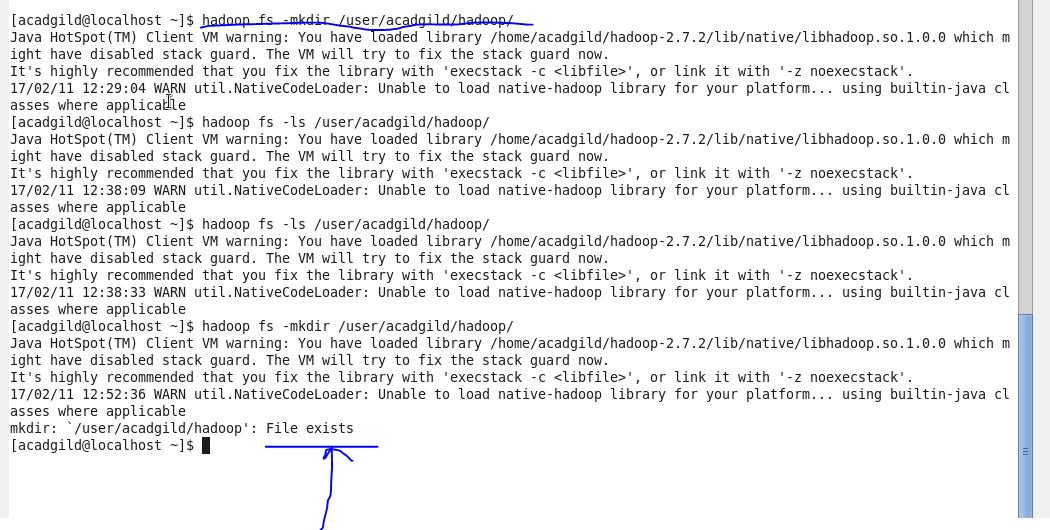 [acadgild@localhost ~]$ hadoop fs -mkdir /user/acadgild/hadoop/
Java HotSpot(TM) Client VM warning: You have loaded library /home/acadgild/hadoop-2.7.2/lib/native/libhadoop.so.1.0.0 which m
ight have disabled stack guard. The VM will try to fix the stack guard now.
It's highly recommended that you fix the library with 'execstack -c <libfile>', or link it with '-z noexecstack'.
17/02/11 12:29:04 WARN util.NativeCodeLoader: Unable to load native-hadoop library for your platform... using builtin-java cl
asses where applicable
[acadgild@localhost ~]$ hadoop fs -ls /user/acadgild/hadoop/
Java HotSpot(TM) Client VM warning: You have loaded library /home/acadgild/hadoop-2.7.2/lib/native/libhadoop.so.1.0.0 which m
ight have disabled stack guard. The VM will try to fix the stack guard now.
It's highly recommended that you fix the library with 'execstack -c <libfile>', or link it with '-z noexecstack'.
17/02/11 12:38:09 WARN util.NativeCodeLoader: Unable to load native-hadoop library for your platform... using builtin-java cl
asses where applicable
[acadgild@localhost ~]$ hadoop fs -ls /user/acadgild/hadoop/
Java HotSpot(TM) Client VM warning: You have loaded library /home/acadgild/hadoop-2.7.2/lib/native/libhadoop.so.1.0.0 which m
ight have disabled stack guard. The VM will try to fix the stack guard now.
It's highly recommended that you fix the library with 'execstack -c <libfile>', or link it with '-z noexecstack'.
17/02/11 12:38:33 WARN util.NativeCodeLoader: Unable to load native-hadoop library for your platform... using builtin-java cl
asses where applicable
[acadgild@localhost ~]$ hadoop fs -mkdir /user/acadgild/hadoop/
Java HotSpot(TM) Client VM warning: You have loaded library /home/acadgild/hadoop-2.7.2/lib/native/libhadoop.so.1.0.0 which m
ight have disabled stack guard. The VM will try to fix the stack guard now.
It's highly recommended that you fix the library with 'execstack -c <libfile>', or link it with '-z noexecstack'.
17/02/11 12:52:36 WARN util.NativeCodeLoader: Unable to load native-hadoop library for your platform... using builtin-java cl
asses where applicable
mkdir: `/user/acadgild/hadoop': File exists
[acadgild@localhost ~]$